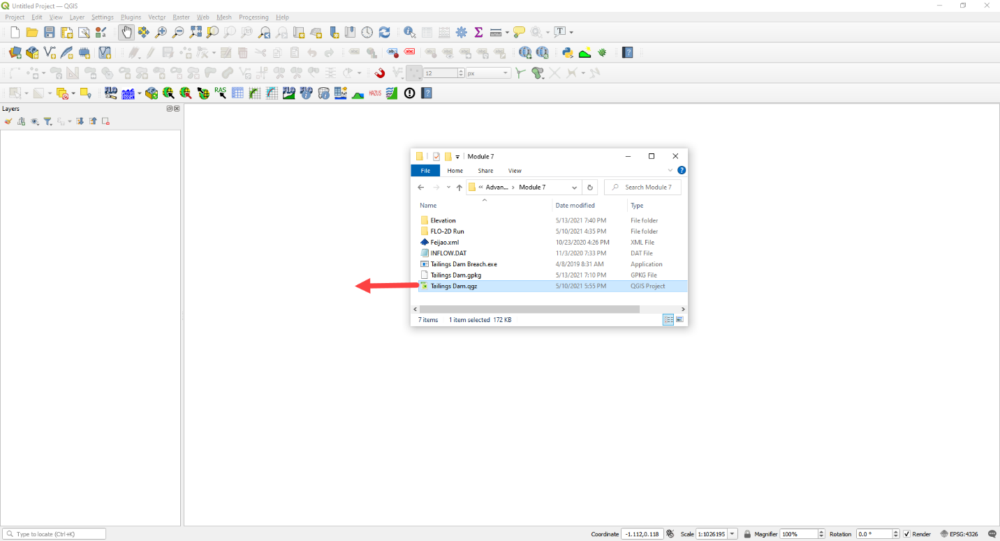 Untitled Project — QGIS
Project Edit View Layer Settings Plugins Vector Raster Web Mesh Processing Help
12 px
RAS HAZUS
Layers
Module 7
File Home Share View
« Advan... › Module 7 Search Module 7
Name Date modified Type
Elevation 5/13/2021 7:40 PM File folder
FLO-2D Run 5/10/2021 4:35 PM File folder
Feijao.xml 10/23/2020 4:26 PM XML File
INFLOW.DAT 11/3/2020 7:33 PM DAT File
Tailings Dam Breach.exe 4/8/2019 8:31 AM Application
Tailings Dam.gpkg 5/13/2021 7:10 PM GPKG File
Tailings Dam.qgz 5/10/2021 5:55 PM QGIS Project
7 items 1 item selected 172 KB
Type to locate (Ctrl+K) Coordinate -1.112,0.118 Scale 1:1026195 Magnifier 100% Rotation 0.0 ° Render EPSG:4326